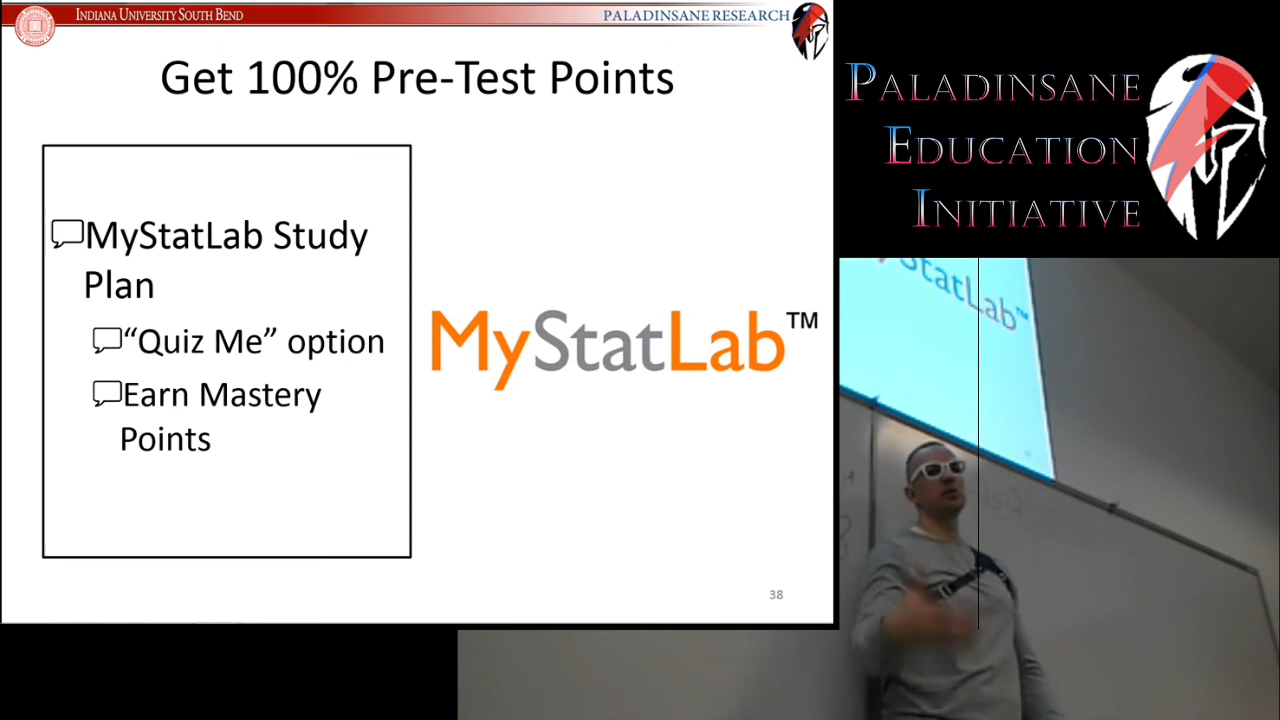 INDIANA UNIVERSITY SOUTH BEND
PALADINSANE RESEARCH
Get 100% Pre-Test Points
MyStatLab Study
Plan
“Quiz Me” option
Earn Mastery
Points
MyStatLab™
38
PALADINSANE
EDUCATION
INITIATIVE
yStatLab™